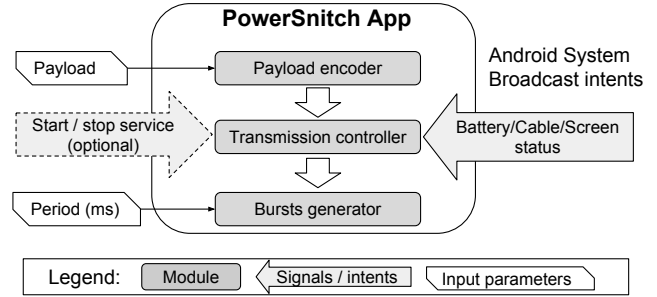 PowerSnitch App
Payload
Payload encoder
Android System
Broadcast intents
Start / stop service
(optional)
Transmission controller
Battery/Cable/Screen
status
Period (ms)
Bursts generator
Legend:
Module
Signals / intents
Input parameters